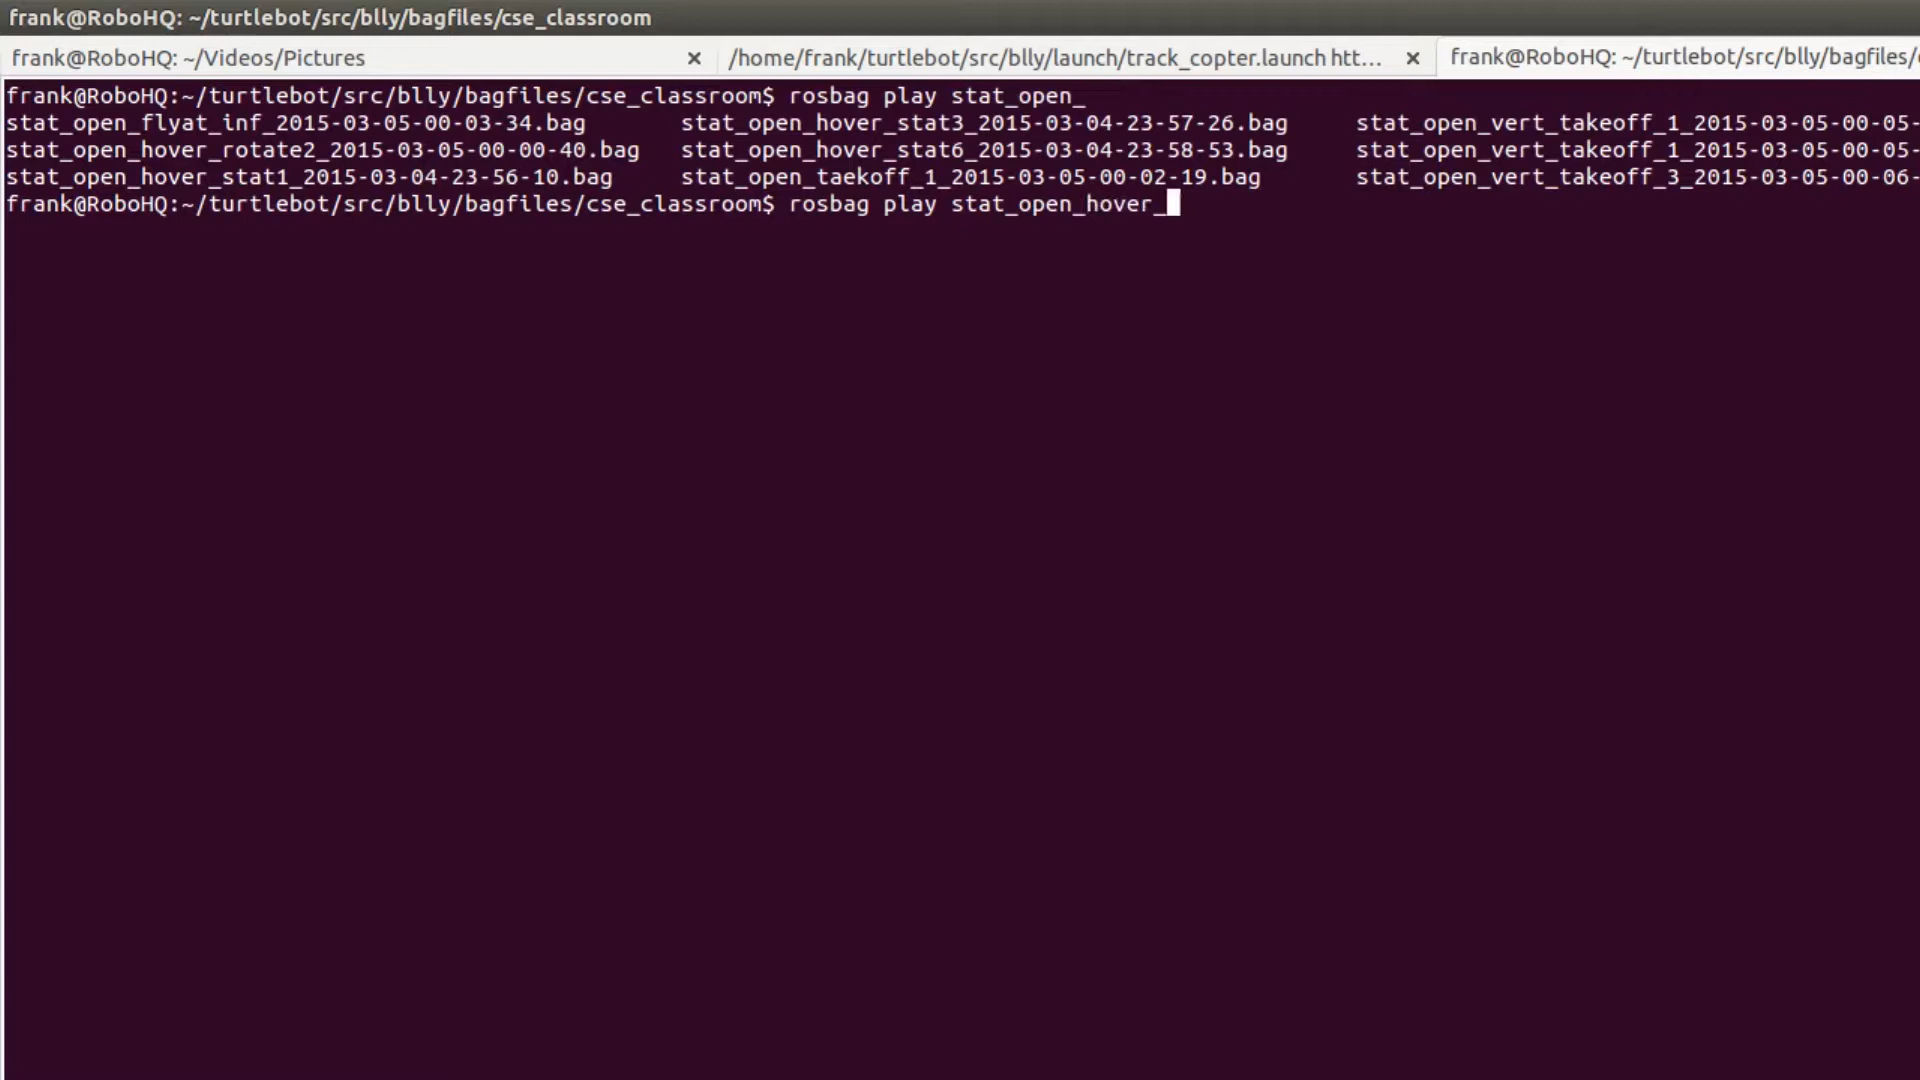 frank@RoboHQ: ~/turtlebot/src/blly/bagfiles/cse_classroom
frank@RoboHQ: ~/Videos/Pictures × /home/frank/turtlebot/src/blly/launch/track_copter.launch htt... × frank@RoboHQ: ~/turtlebot/src/blly/bagfiles/
frank@RoboHQ:~/turtlebot/src/blly/bagfiles/cse_classroom$ rosbag play stat_open_
stat_open_flyat_inf_2015-03-05-00-03-34.bag stat_open_hover_stat3_2015-03-04-23-57-26.bag stat_open_vert_takeoff_1_2015-03-05-00-05-
stat_open_hover_rotate2_2015-03-05-00-00-40.bag stat_open_hover_stat6_2015-03-04-23-58-53.bag stat_open_vert_takeoff_1_2015-03-05-00-05-
stat_open_hover_stat1_2015-03-04-23-56-10.bag stat_open_taekoff_1_2015-03-05-00-02-19.bag stat_open_vert_takeoff_3_2015-03-05-00-06-
frank@RoboHQ:~/turtlebot/src/blly/bagfiles/cse_classroom$ rosbag play stat_open_hover_